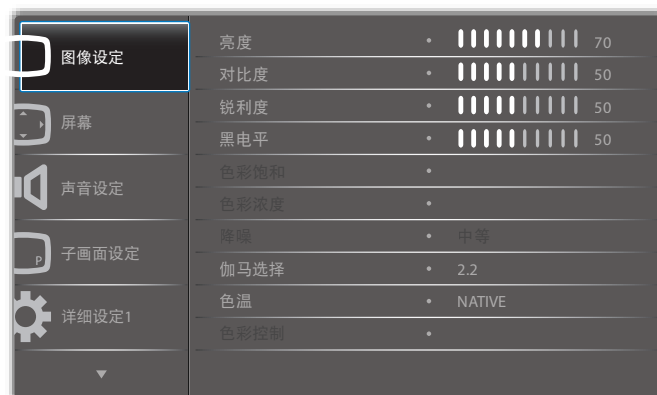 图像设定
屏幕
声音设定
P
子画面设定
详细设定1
亮度 • 70
对比度 • 50
锐利度 • 50
黑电平 • 50
色彩饱和 •
色彩浓度 •
降噪 • 中等
伽马选择 • 2.2
色温 • NATIVE
色彩控制 •